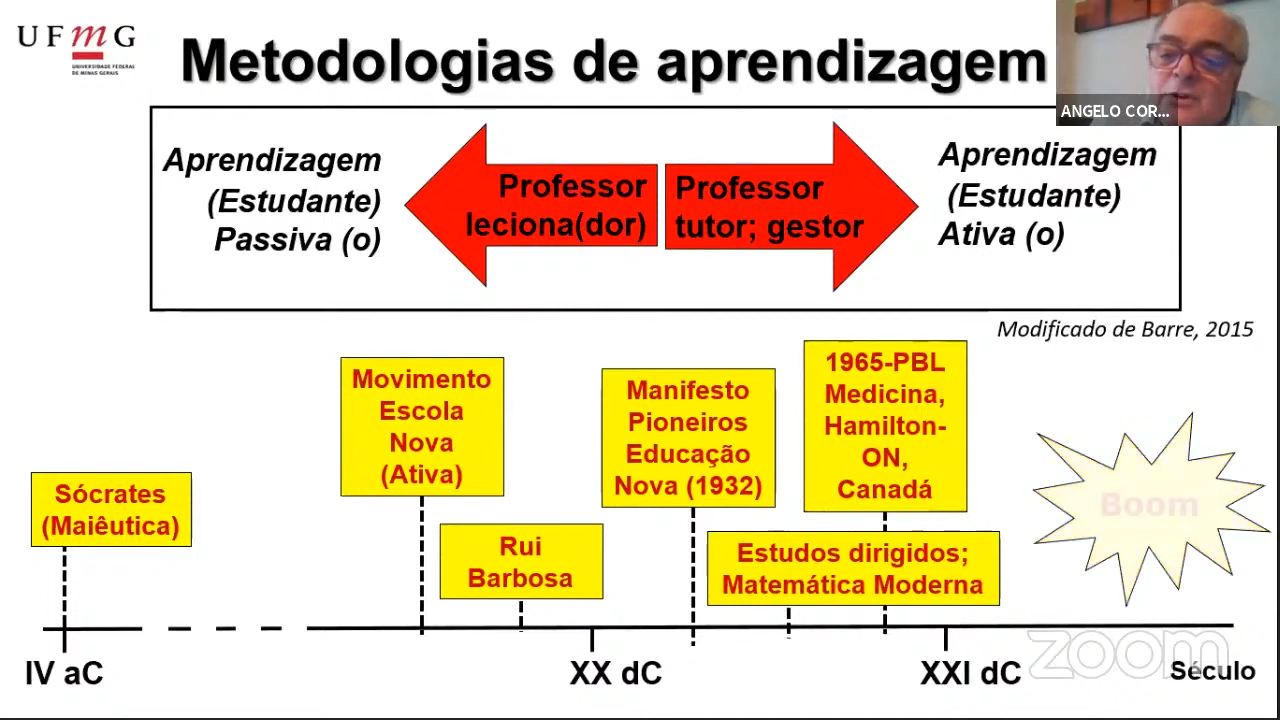 UFmG
UNIVERSIDADE FEDERAL
DE MINAS GERAIS
Metodologias de aprendizagem
ANGELO COR...
Aprendizagem
(Estudante)
Passiva (o)
Professor
leciona(dor)
Professor
tutor; gestor
Aprendizagem
(Estudante)
Ativa (o)
Modificado de Barre, 2015
Sócrates
(Maiêutica)
Movimento
Escola
Nova
(Ativa)
Rui
Barbosa
Manifesto
Pioneiros
Educação
Nova (1932)
1965-PBL
Medicina,
Hamilton-
ON,
Canadá
Estudos dirigidos;
Matemática Moderna
Boom
IV aC
XX dC
XXI dC
zoom
Século